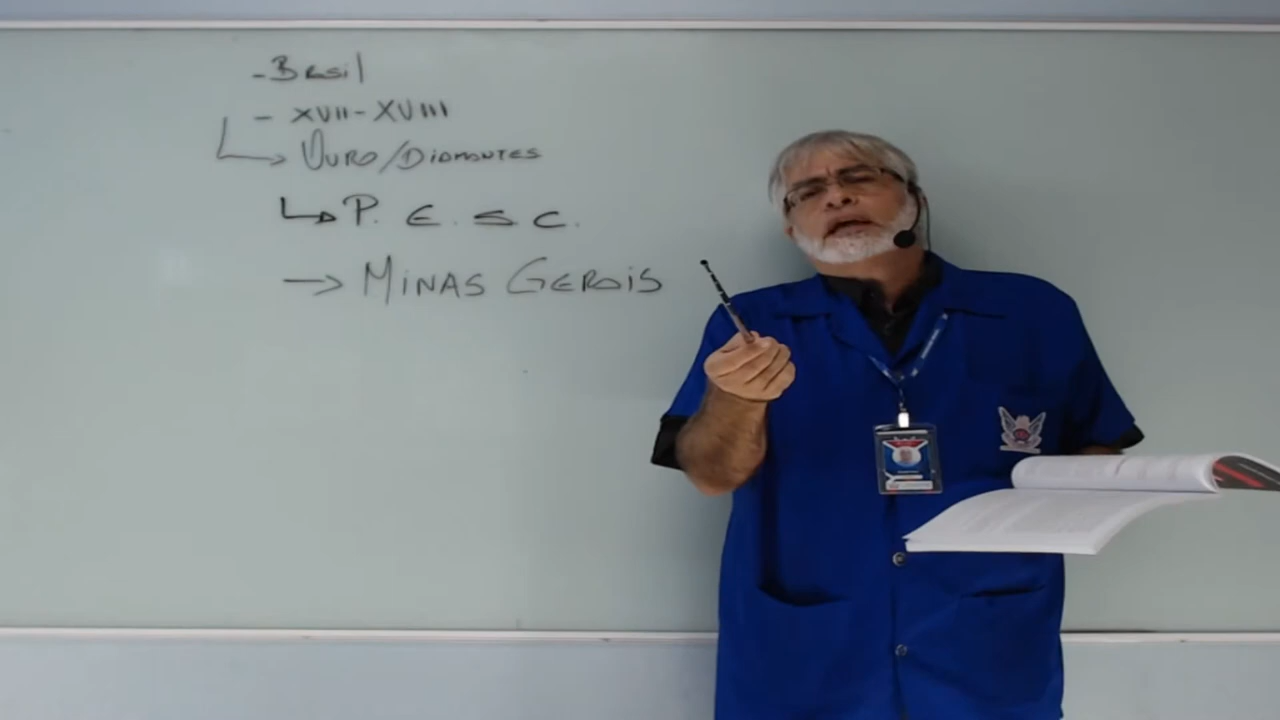 - Brasil
- XVII - XVIII
→ OURO/DIAMANTES
→ P. E. S C.
→ MINAS GERAIS